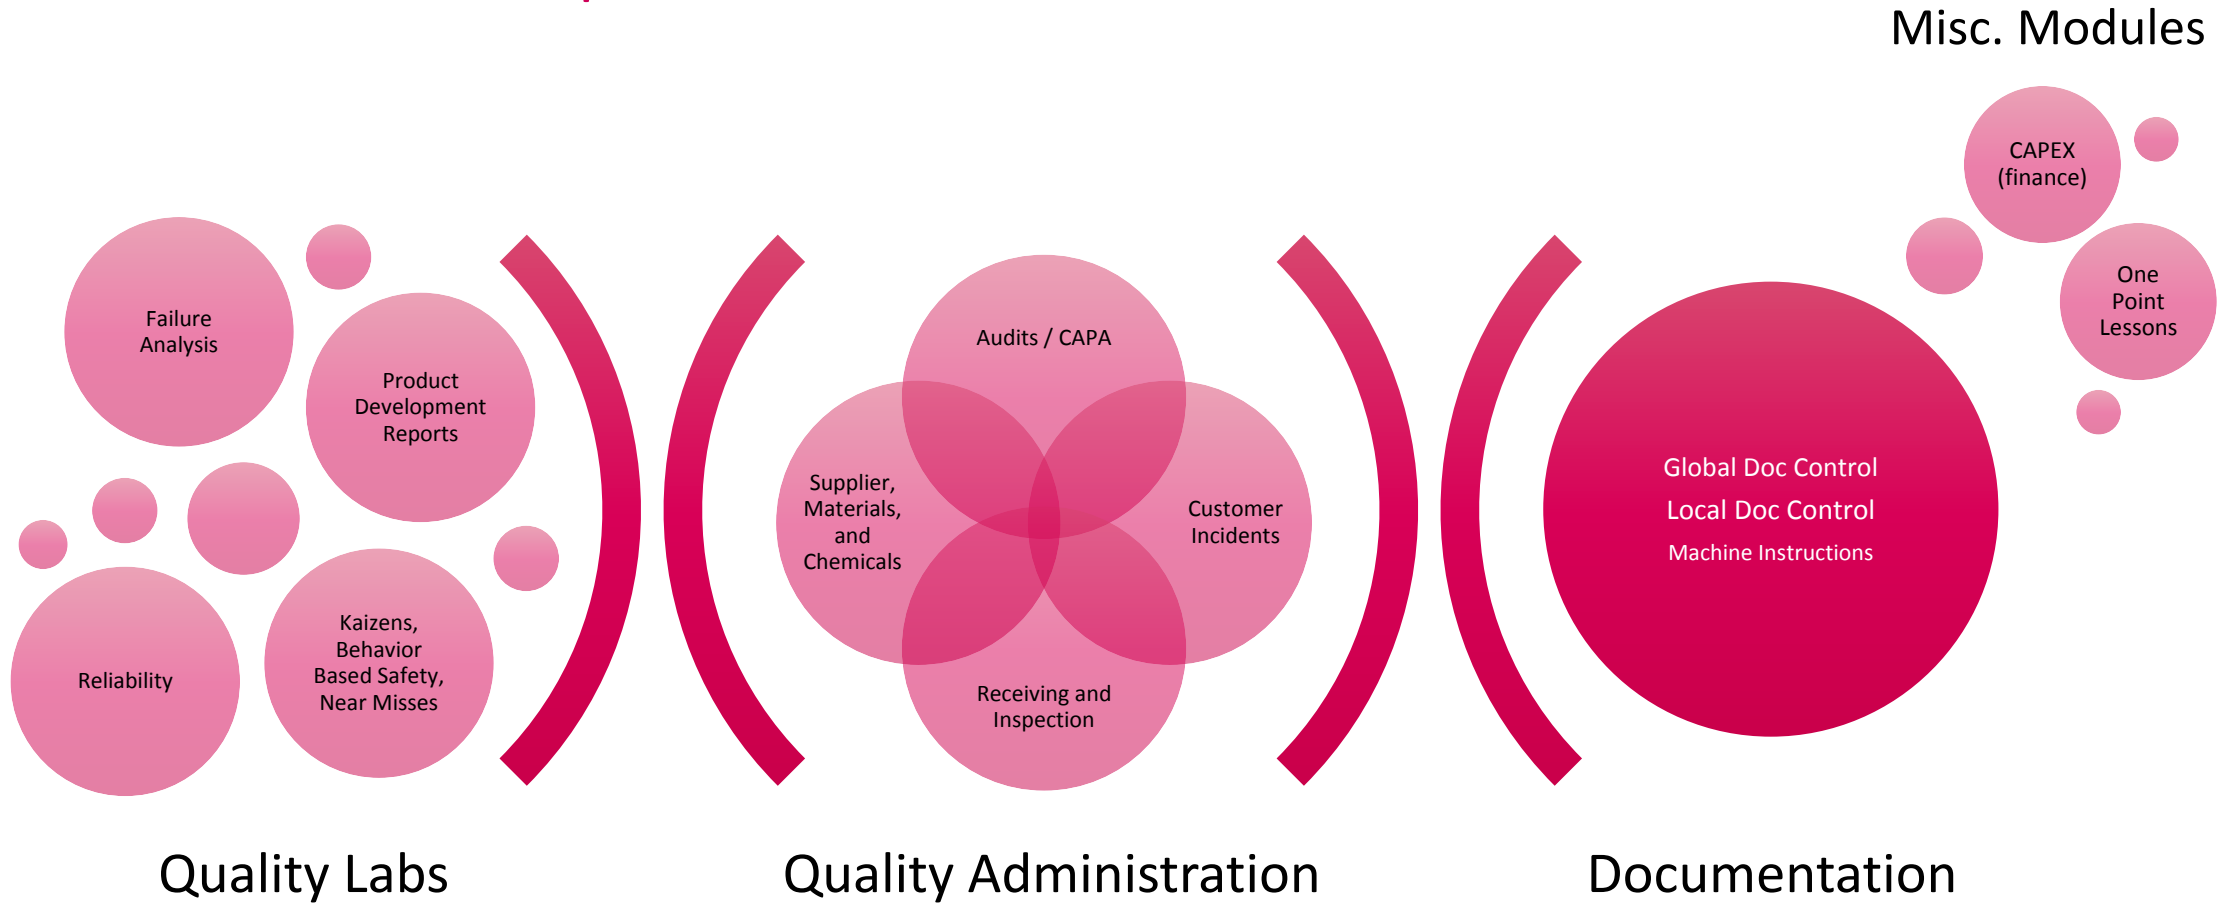 Misc. Modules
CAPEX
(finance)
One
Point
Lessons
Failure
Analysis
Product
Development
Reports
Reliability
Kaizens,
Behavior
Based Safety,
Near Misses
Audits / CAPA
Supplier,
Materials,
and
Chemicals
Customer
Incidents
Receiving and
Inspection
Global Doc Control
Local Doc Control
Machine Instructions
Quality Labs
Quality Administration
Documentation